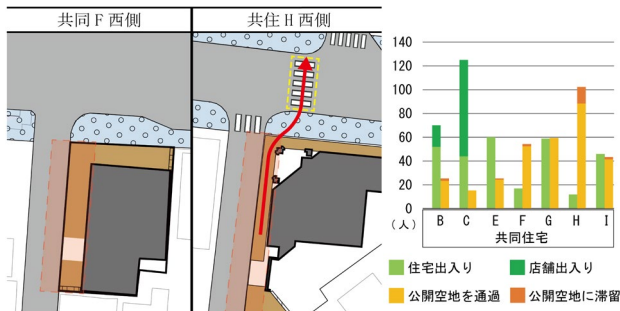 共同F西側
共住H西側
140
120
100
80
60
40
20
0
(人)
B C E F G H I
共同住宅
住宅出入り 店舗出入り
公開空地を通過 公開空地に滞留